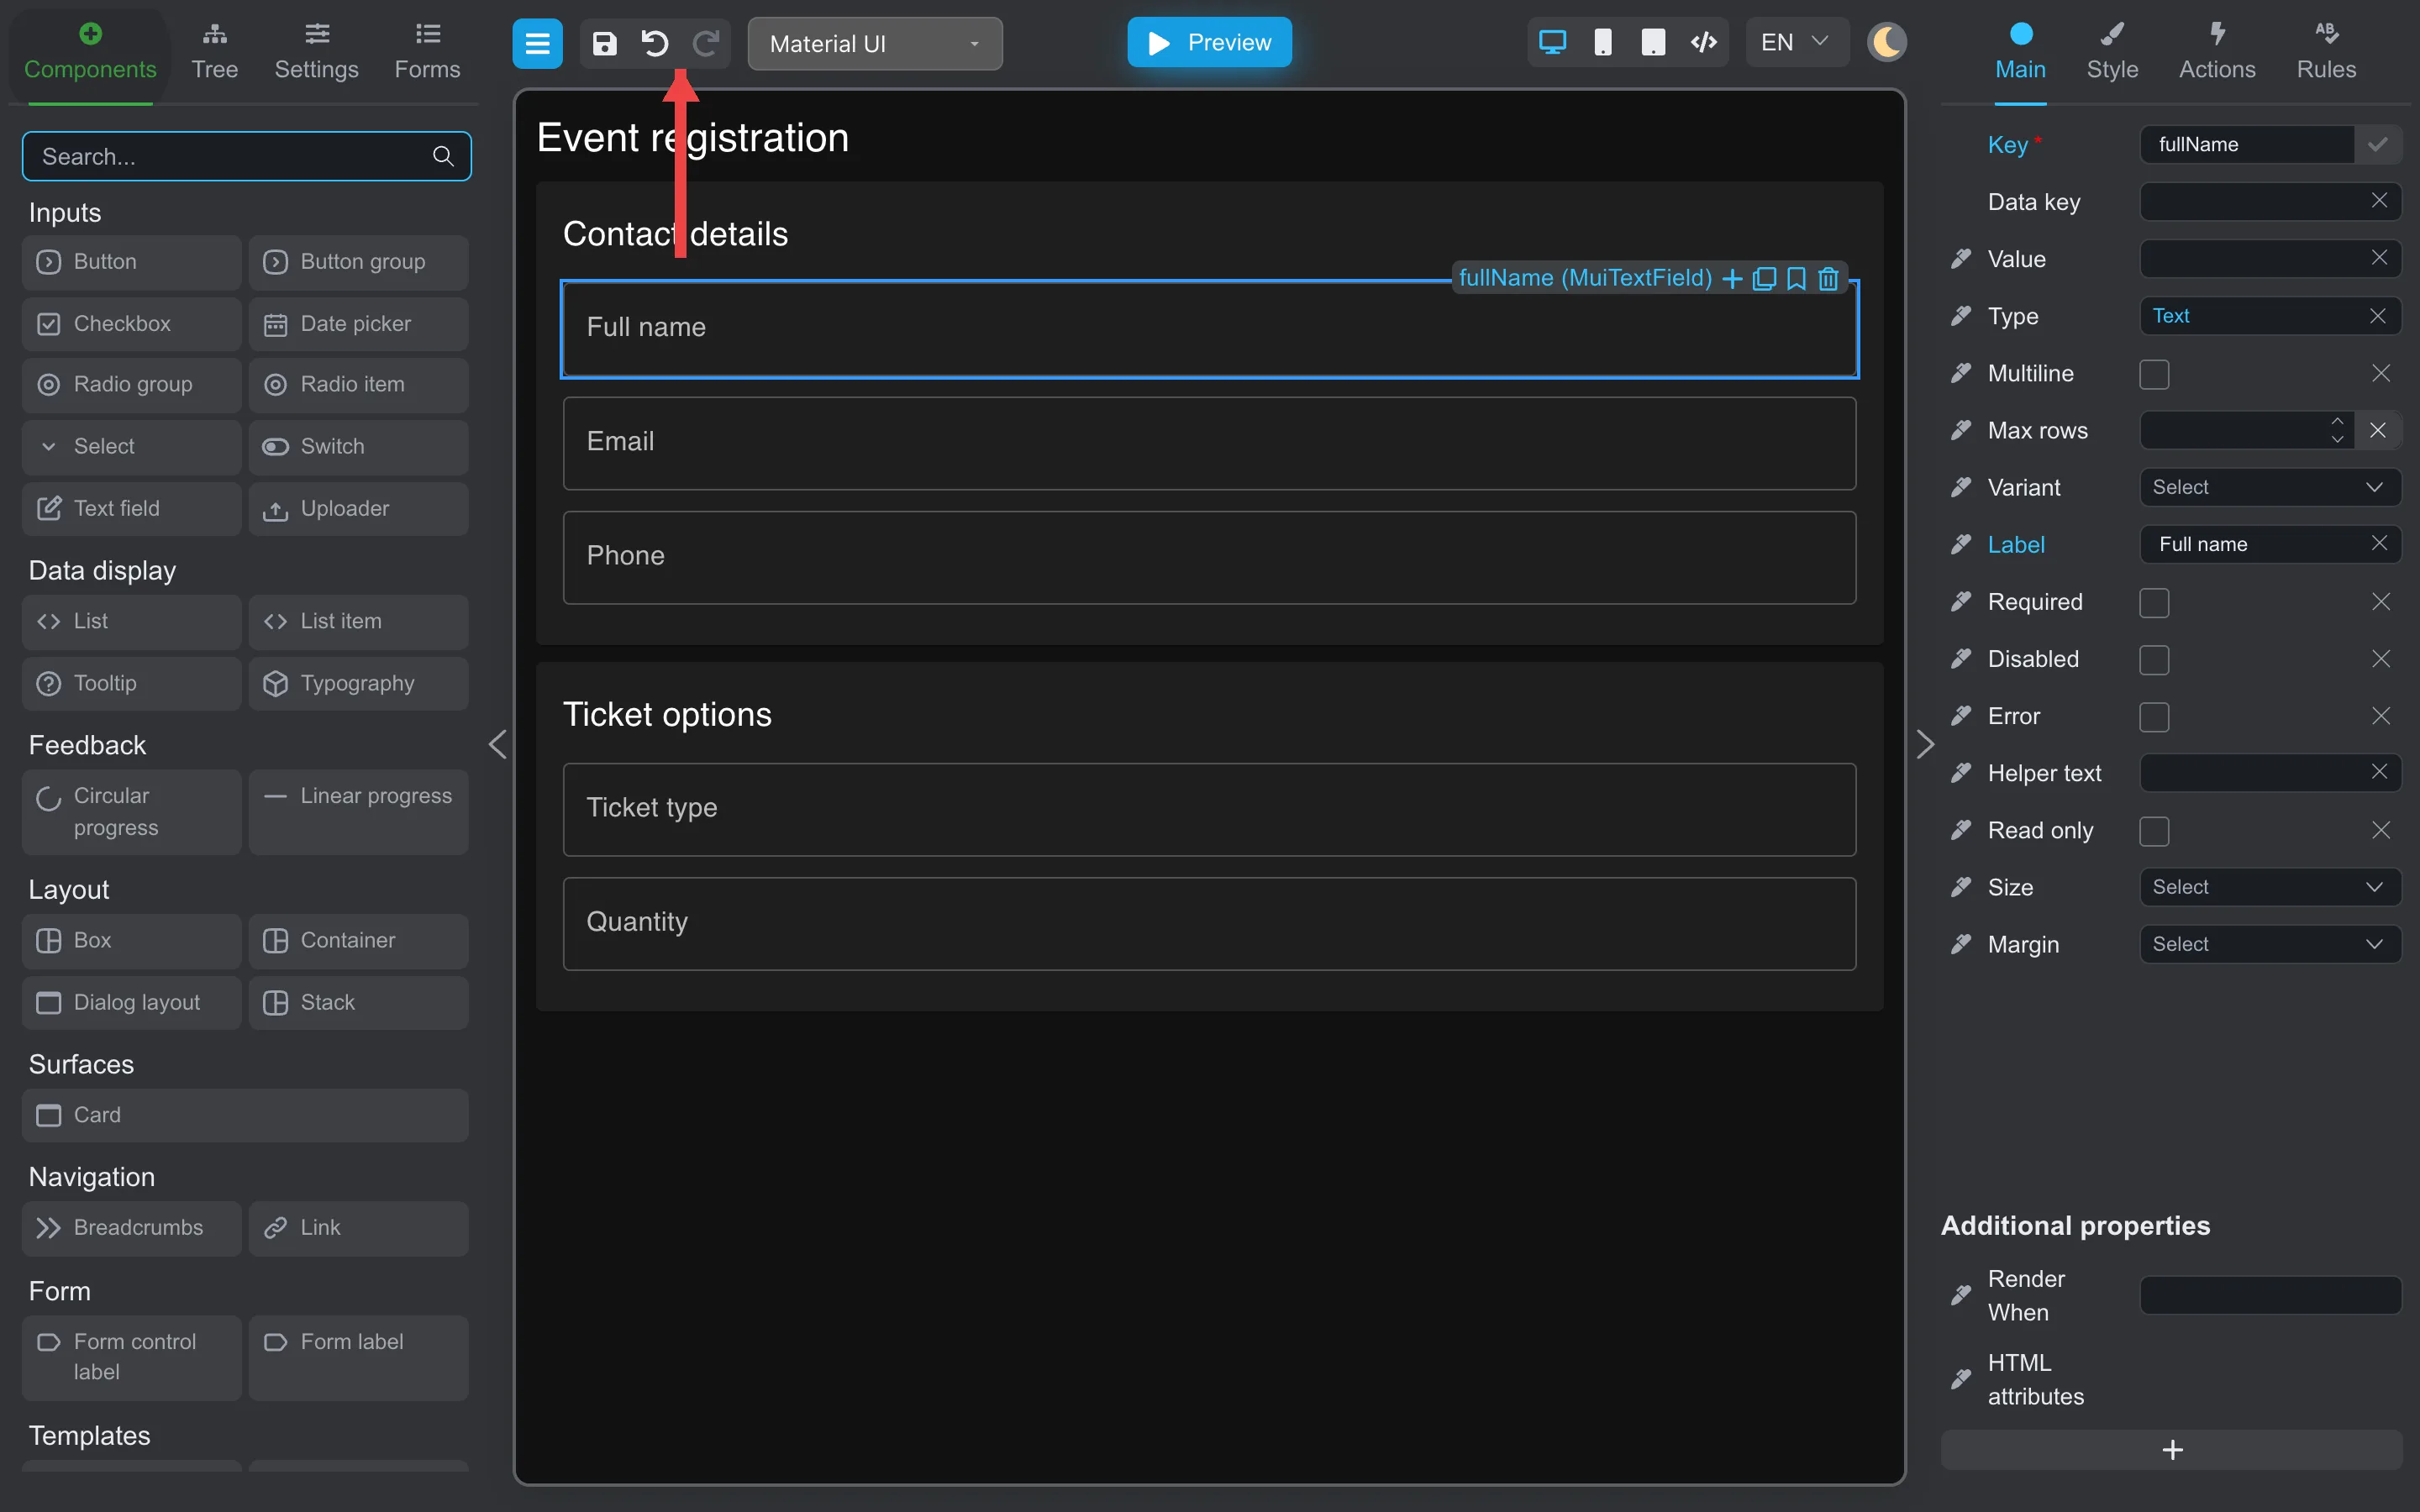 Components
Tree
Settings
Forms
Material UI
Preview
EN
Main
Style
Actions
Rules
Search...
Inputs
Button
Button group
Checkbox
Date picker
Radio group
Radio item
Select
Switch
Text field
Uploader
Data display
List
List item
Tooltip
Typography
Feedback
Circular
progress
Linear progress
Layout
Box
Container
Dialog layout
Stack
Surfaces
Card
Navigation
Breadcrumbs
Link
Form
Form control
label
Form label
Templates
Event registration
Contact details
fullName (MuiTextField)
Full name
Email
Phone
Ticket options
Ticket type
Quantity
Key *
fullName
Data key
Value
Type
Text
Multiline
Max rows
Variant
Select
Label
Full name
Required
Disabled
Error
Helper text
Read only
Size
Select
Margin
Select
Additional properties
Render
When
HTML
attributes